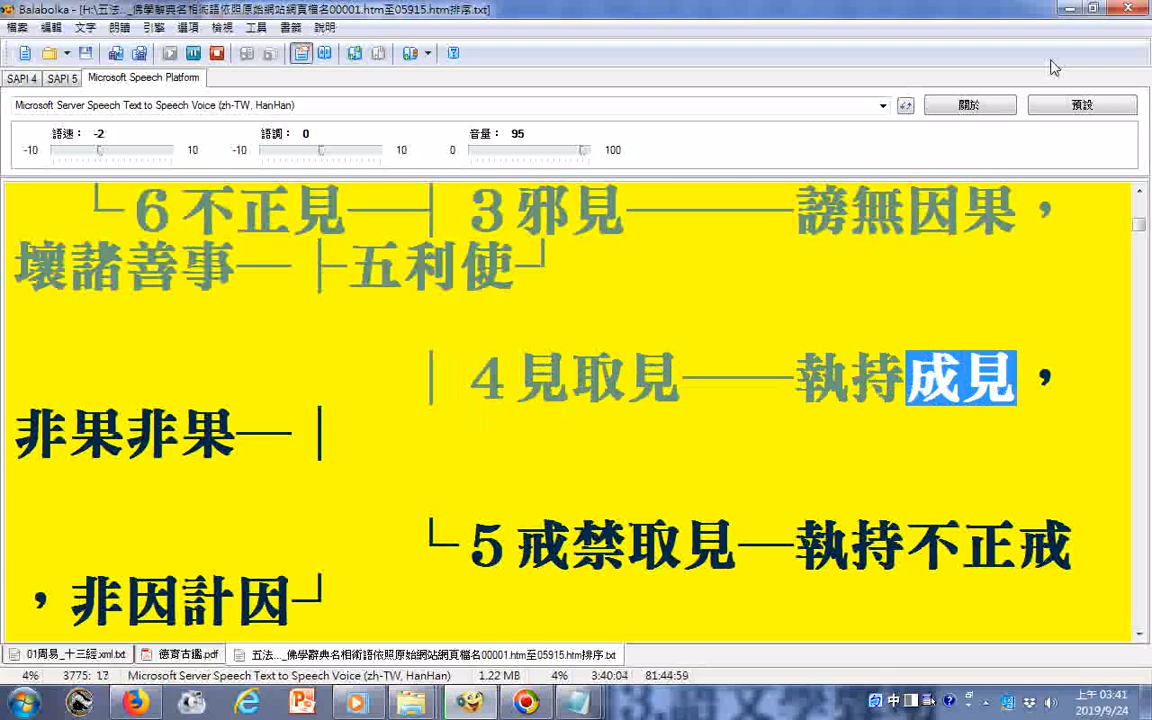 Balabolka - [H:\五法..._佛學辭典名相術語依照原始網站網頁檔名00001.htm至05915.htm排序.txt]
檔案 編輯 文字 朗讀 引擎 選項 檢視 工具 書籤 說明
SAPI 4 SAPI 5 Microsoft Speech Platform
Microsoft Server Speech Text to Speech Voice (zh-TW, HanHan) 關於 預設
語速： -2 語調： 0 音量： 95
-10 10 -10 10 0 100
└６不正見──┤３邪見───謗無因果，
壞諸善事─ ├五利使┘
│４見取見──執持成見，
非果非果─│
└５戒禁取見─執持不正戒
，非因計因┘
01周易_十三經.xml.txt 德育古鑑.pdf 五法..._佛學辭典名相術語依照原始網站網頁檔名00001.htm至05915.htm排序.txt
4% 3775: 17 Microsoft Server Speech Text to Speech Voice (zh-TW, HanHan) 1.22 MB 4% 3:40:04 81:44:59
中 上午 03:41
2019/9/24